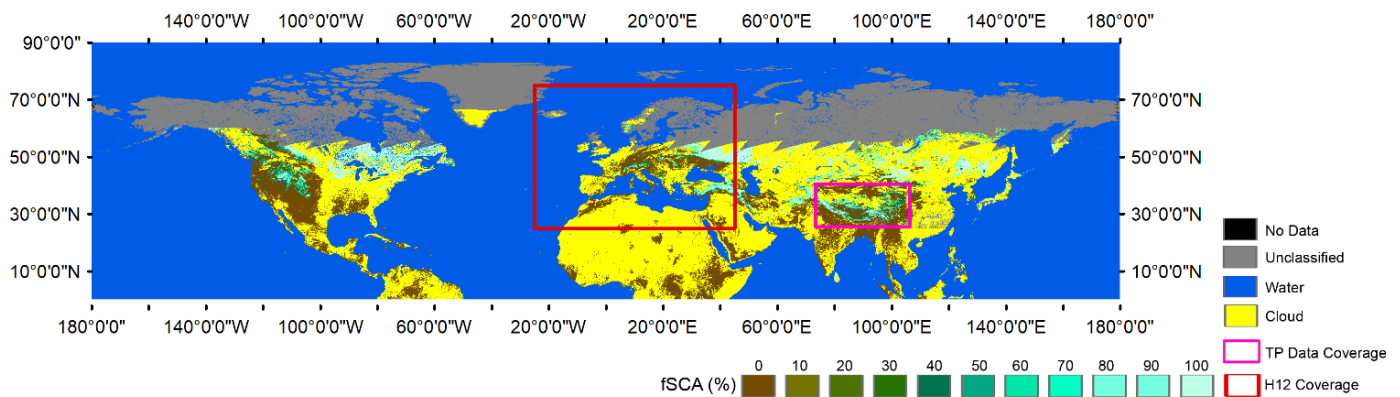 140°0'0"W 100°0'0"W 60°0'0"W 20°0'0"W 20°0'0"E 60°0'0"E 100°0'0"E 140°0'0"E 180°0'0"
90°0'0"
70°0'0"N 70°0'0"N
50°0'0"N 50°0'0"N
30°0'0"N 30°0'0"N
10°0'0"N 10°0'0"N
180°0'0" 140°0'0"W 100°0'0"W 60°0'0"W 20°0'0"W 20°0'0"E 60°0'0"E 100°0'0"E 140°0'0"E 180°0'0"
No Data
Unclassified
Water
Cloud
TP Data Coverage
H12 Coverage
0 10 20 30 40 50 60 70 80 90 100
fSCA (%)